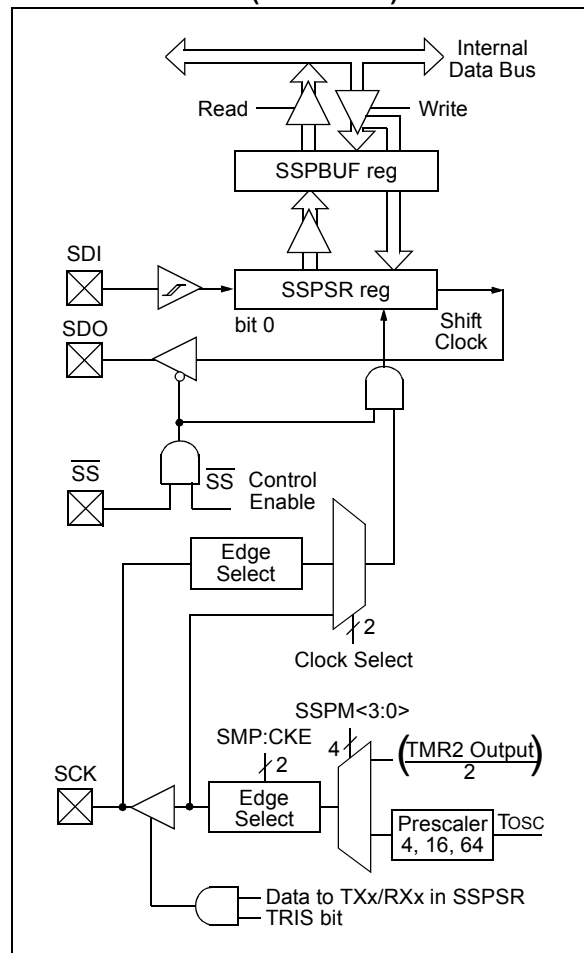 Internal
Data Bus
Read
Write
SSPBUF reg
SDI
SSPSR reg
bit 0
Shift
Clock
SDO
SS
SS Control
Enable
Edge
Select
2
Clock Select
SSPM<3:0>
SMP:CKE
4
(TMR2 Output)
2
2
SCK
Edge
Select
Prescaler
4, 16, 64
TOSC
Data to TXx/RXx in SSPSR
TRIS bit